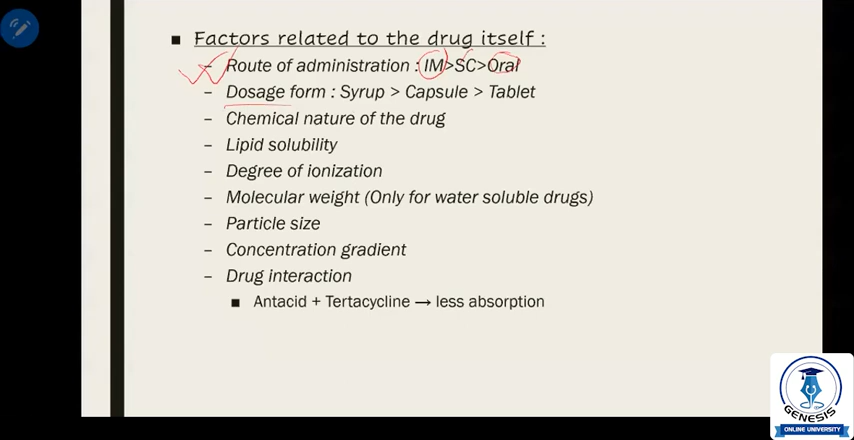 ■ Factors related to the drug itself :
– Route of administration : IM>SC>Oral
– Dosage form : Syrup > Capsule > Tablet
– Chemical nature of the drug
– Lipid solubility
– Degree of ionization
– Molecular weight (Only for water soluble drugs)
– Particle size
– Concentration gradient
– Drug interaction
■ Antacid + Tertacycline → less absorption
GENESIS
ONLINE UNIVERSITY